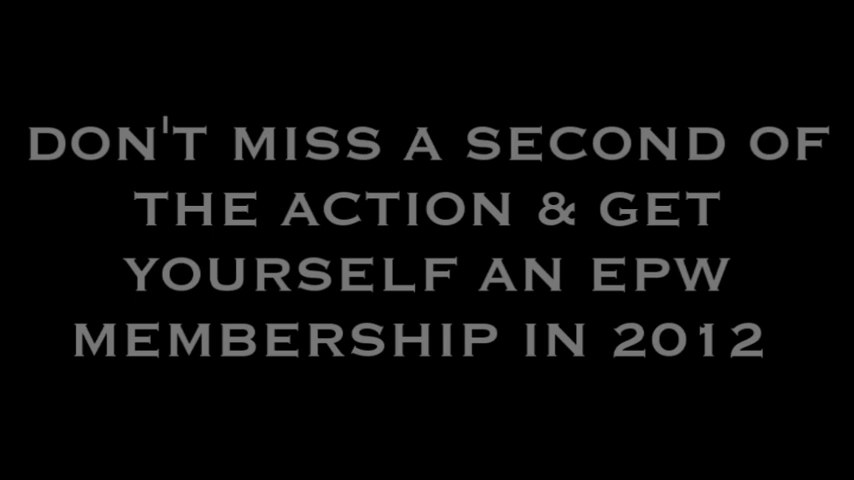 DON'T MISS A SECOND OF
THE ACTION & GET
YOURSELF AN EPW
MEMBERSHIP IN 2012